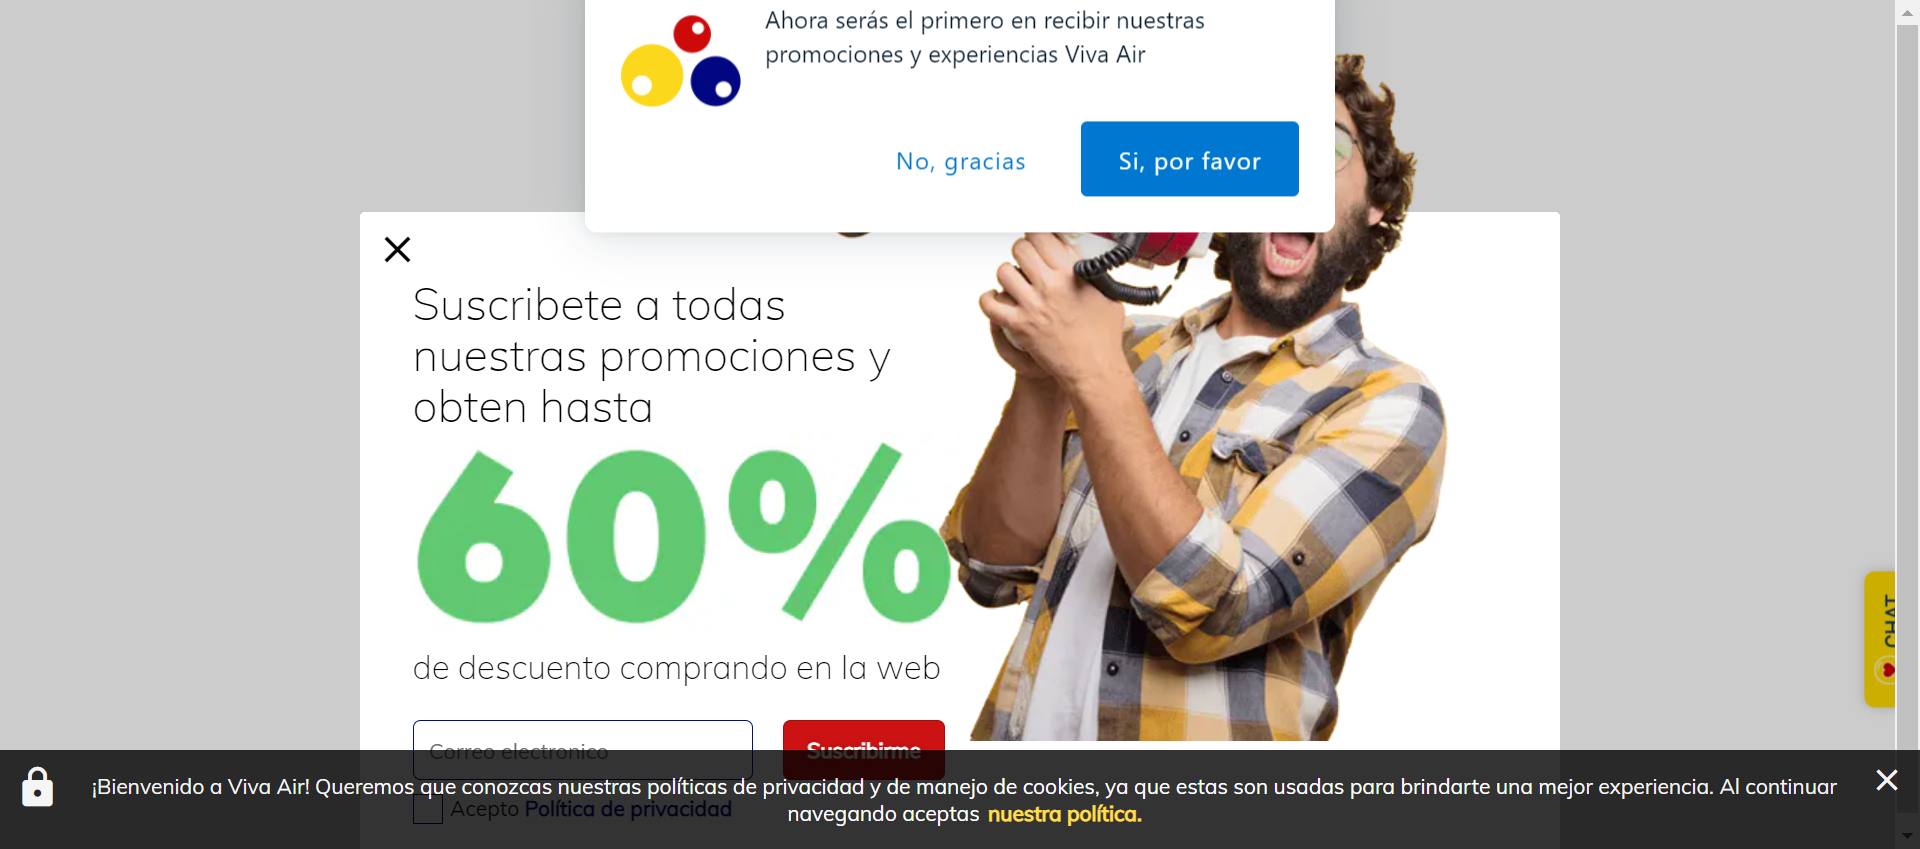 Ahora serás el primero en recibir nuestras
promociones y experiencias Viva Air
No, gracias
Si, por favor
Suscribete a todas
nuestras promociones y
obten hasta
60%
de descuento comprando en la web
Correo electronico
Suscribirme
Acepto Política de privacidad
CHAT
¡Bienvenido a Viva Air! Queremos que conozcas nuestras políticas de privacidad y de manejo de cookies, ya que estas son usadas para brindarte una mejor experiencia. Al continuar
navegando aceptas nuestra política.